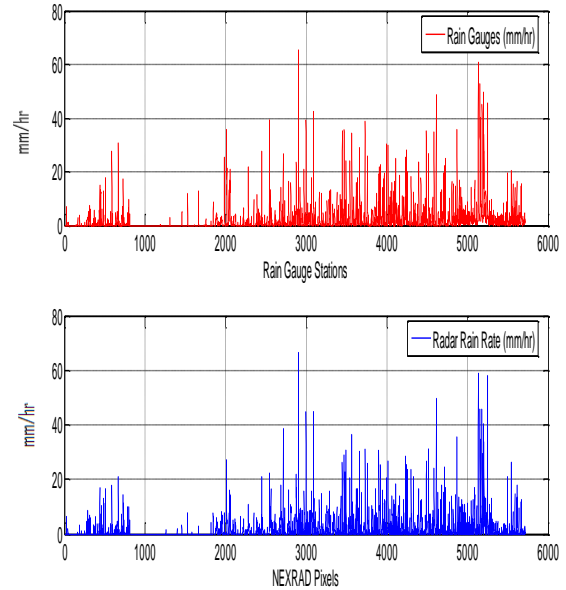 80
60
40
20
0
mm/hr
Rain Gauges (mm/hr)
0 1000 2000 3000 4000 5000 6000
Rain Gauge Stations
80
60
40
20
0
mm/hr
Radar Rain Rate (mm/hr)
0 1000 2000 3000 4000 5000 6000
NEXRAD Pixels